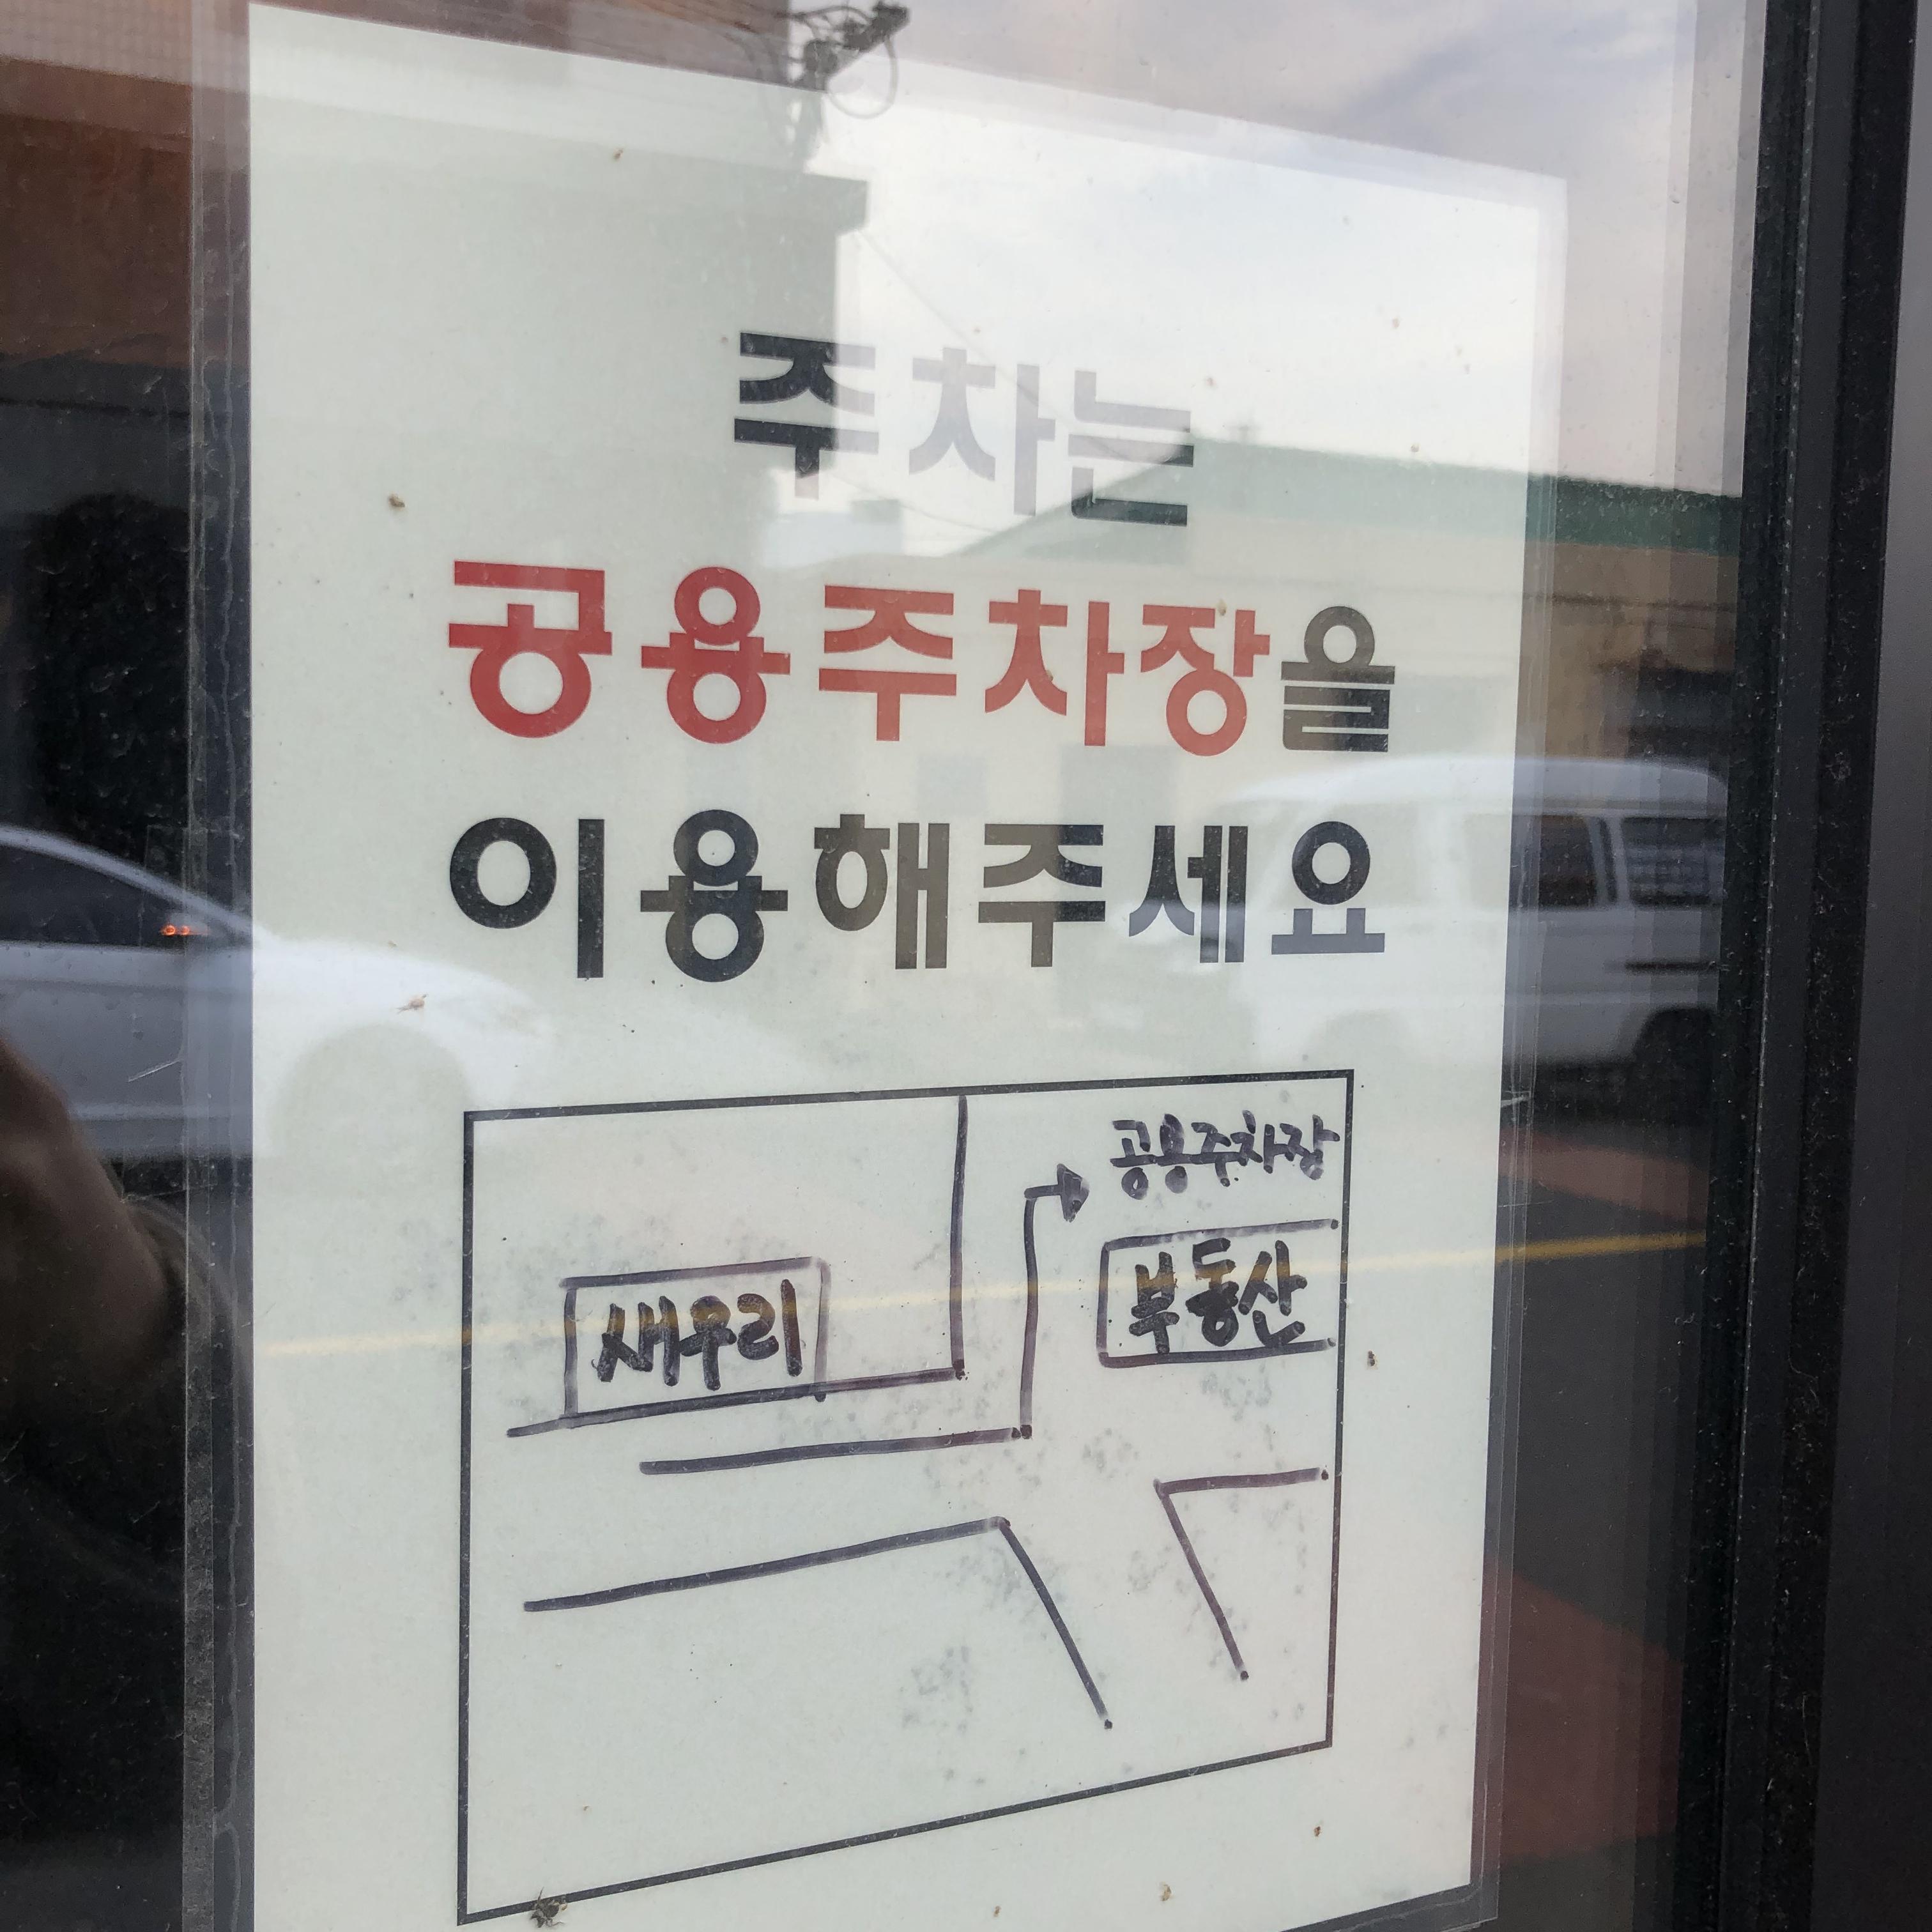 주차는
공용주차장을
이용해주세요
공용주차장
새우리
부동산